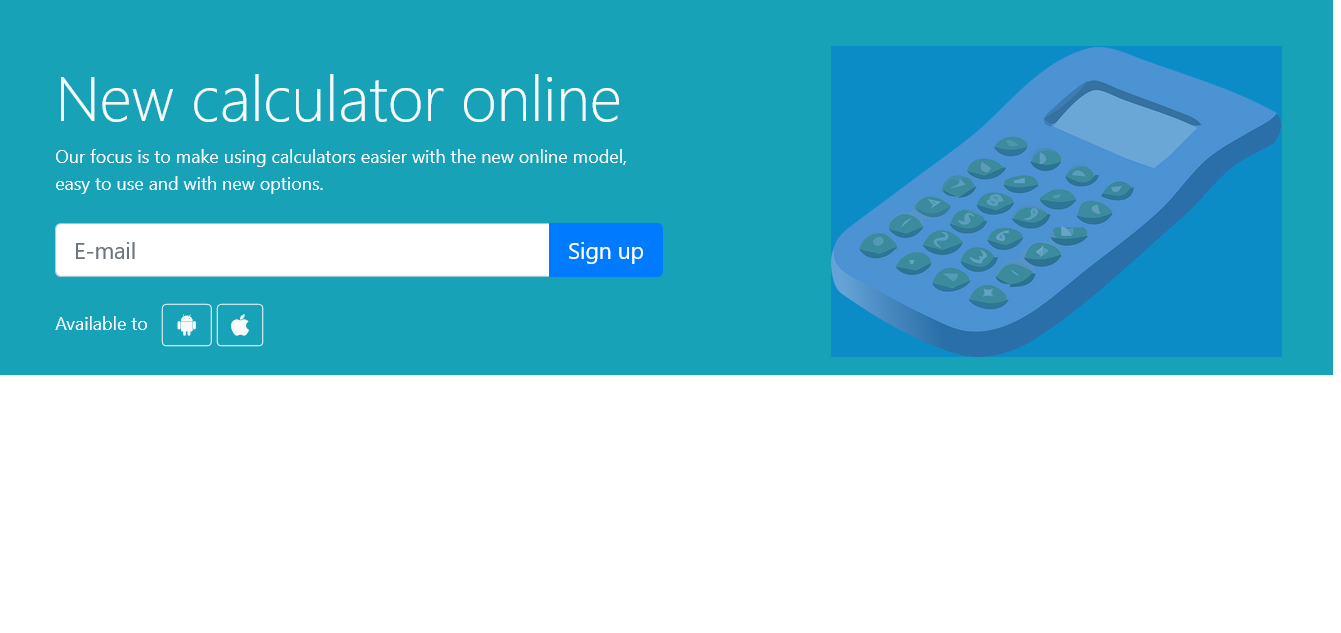 New calculator online
Our focus is to make using calculators easier with the new online model,
easy to use and with new options.
E-mail
Sign up
Available to